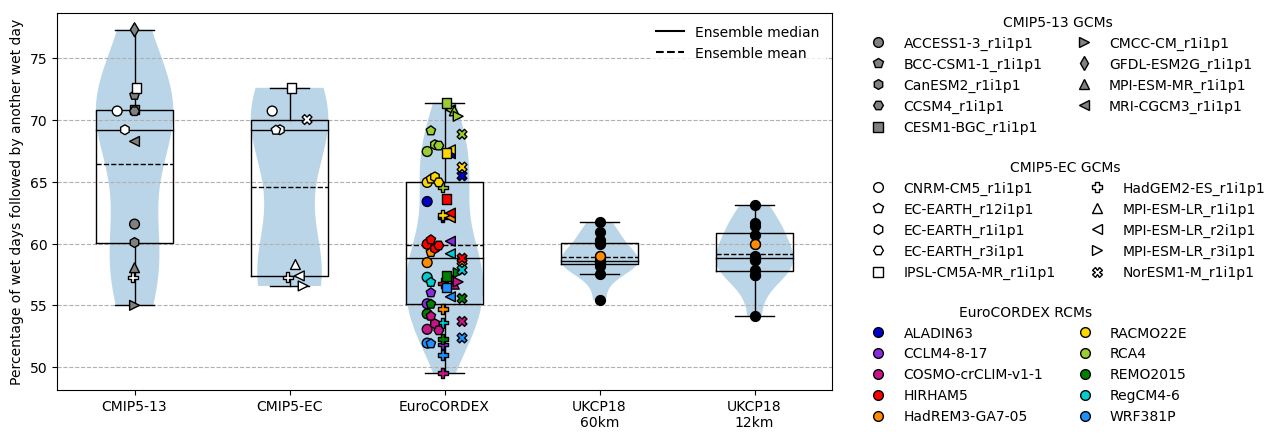 Percentage of wet days followed by another wet day
75
70
65
60
55
50
Ensemble median
Ensemble mean
CMIP5-13
CMIP5-EC
EuroCORDEX
UKCP18
60km
UKCP18
12km
CMIP5-13 GCMs
ACCESS1-3_r1i1p1
BCC-CSM1-1_r1i1p1
CanESM2_r1i1p1
CCSM4_r1i1p1
CESM1-BGC_r1i1p1
CMCC-CM_r1i1p1
GFDL-ESM2G_r1i1p1
MPI-ESM-MR_r1i1p1
MRI-CGCM3_r1i1p1
CMIP5-EC GCMs
CNRM-CM5_r1i1p1
EC-EARTH_r12i1p1
EC-EARTH_r1i1p1
EC-EARTH_r3i1p1
IPSL-CM5A-MR_r1i1p1
HadGEM2-ES_r1i1p1
MPI-ESM-LR_r1i1p1
MPI-ESM-LR_r2i1p1
MPI-ESM-LR_r3i1p1
NorESM1-M_r1i1p1
EuroCORDEX RCMs
ALADIN63
CCLM4-8-17
COSMO-crCLIM-v1-1
HIRHAM5
HadREM3-GA7-05
RACMO22E
RCA4
REMO2015
RegCM4-6
WRF381P